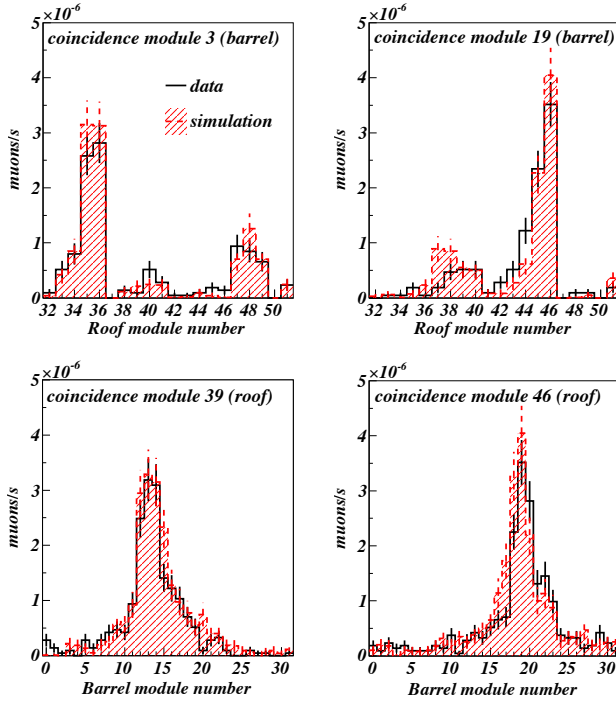 ×10⁻⁶
coincidence module 3 (barrel)
data
simulation
muons/s
5
4
3
2
1
0
32 34 36 38 40 42 44 46 48 50
Roof module number
×10⁻⁶
coincidence module 19 (barrel)
muons/s
5
4
3
2
1
0
32 34 36 38 40 42 44 46 48 50
Roof module number
×10⁻⁶
coincidence module 39 (roof)
muons/s
5
4
3
2
1
0
0 5 10 15 20 25 30
Barrel module number
×10⁻⁶
coincidence module 46 (roof)
muons/s
5
4
3
2
1
0
0 5 10 15 20 25 30
Barrel module number